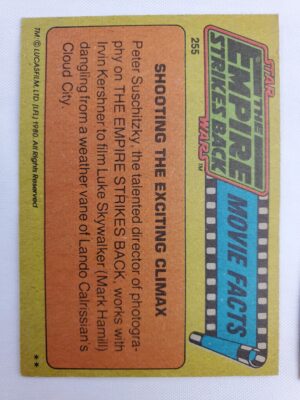 STAR
THE
EMPIRE
STRIKES BACK
WARS™
MOVIE FACTS
255
SHOOTING THE EXCITING CLIMAX
Peter Suschitzky, the talented director of photogra-
phy on THE EMPIRE STRIKES BACK, works with
Irvin Kershner to film Luke Skywalker (Mark Hamill)
dangling from a weather vane of Lando Calrissian's
Cloud City.
TM: © LUCASFILM, LTD. (LFL) 1980. All Rights Reserved
**